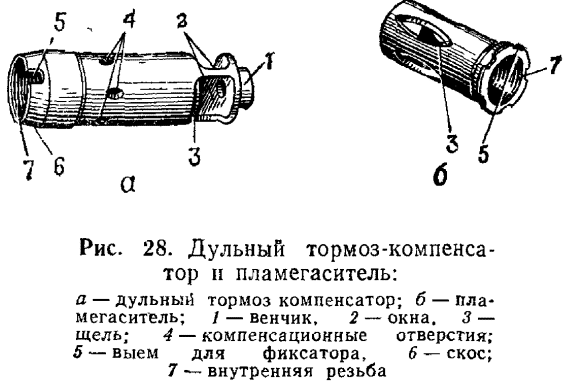 5
4
2
1
7
3
7
6
3
5
а
б
Рис. 28. Дульный тормоз-компенса-
тор и пламегаситель:
а — дульный тормоз компенсатор; б — пла-
мегаситель; 1 — венчик, 2 — окна, 3 —
щель; 4 — компенсационные отверстия;
5 — выем для фиксатора, 6 — скос;
7 — внутренняя резьба